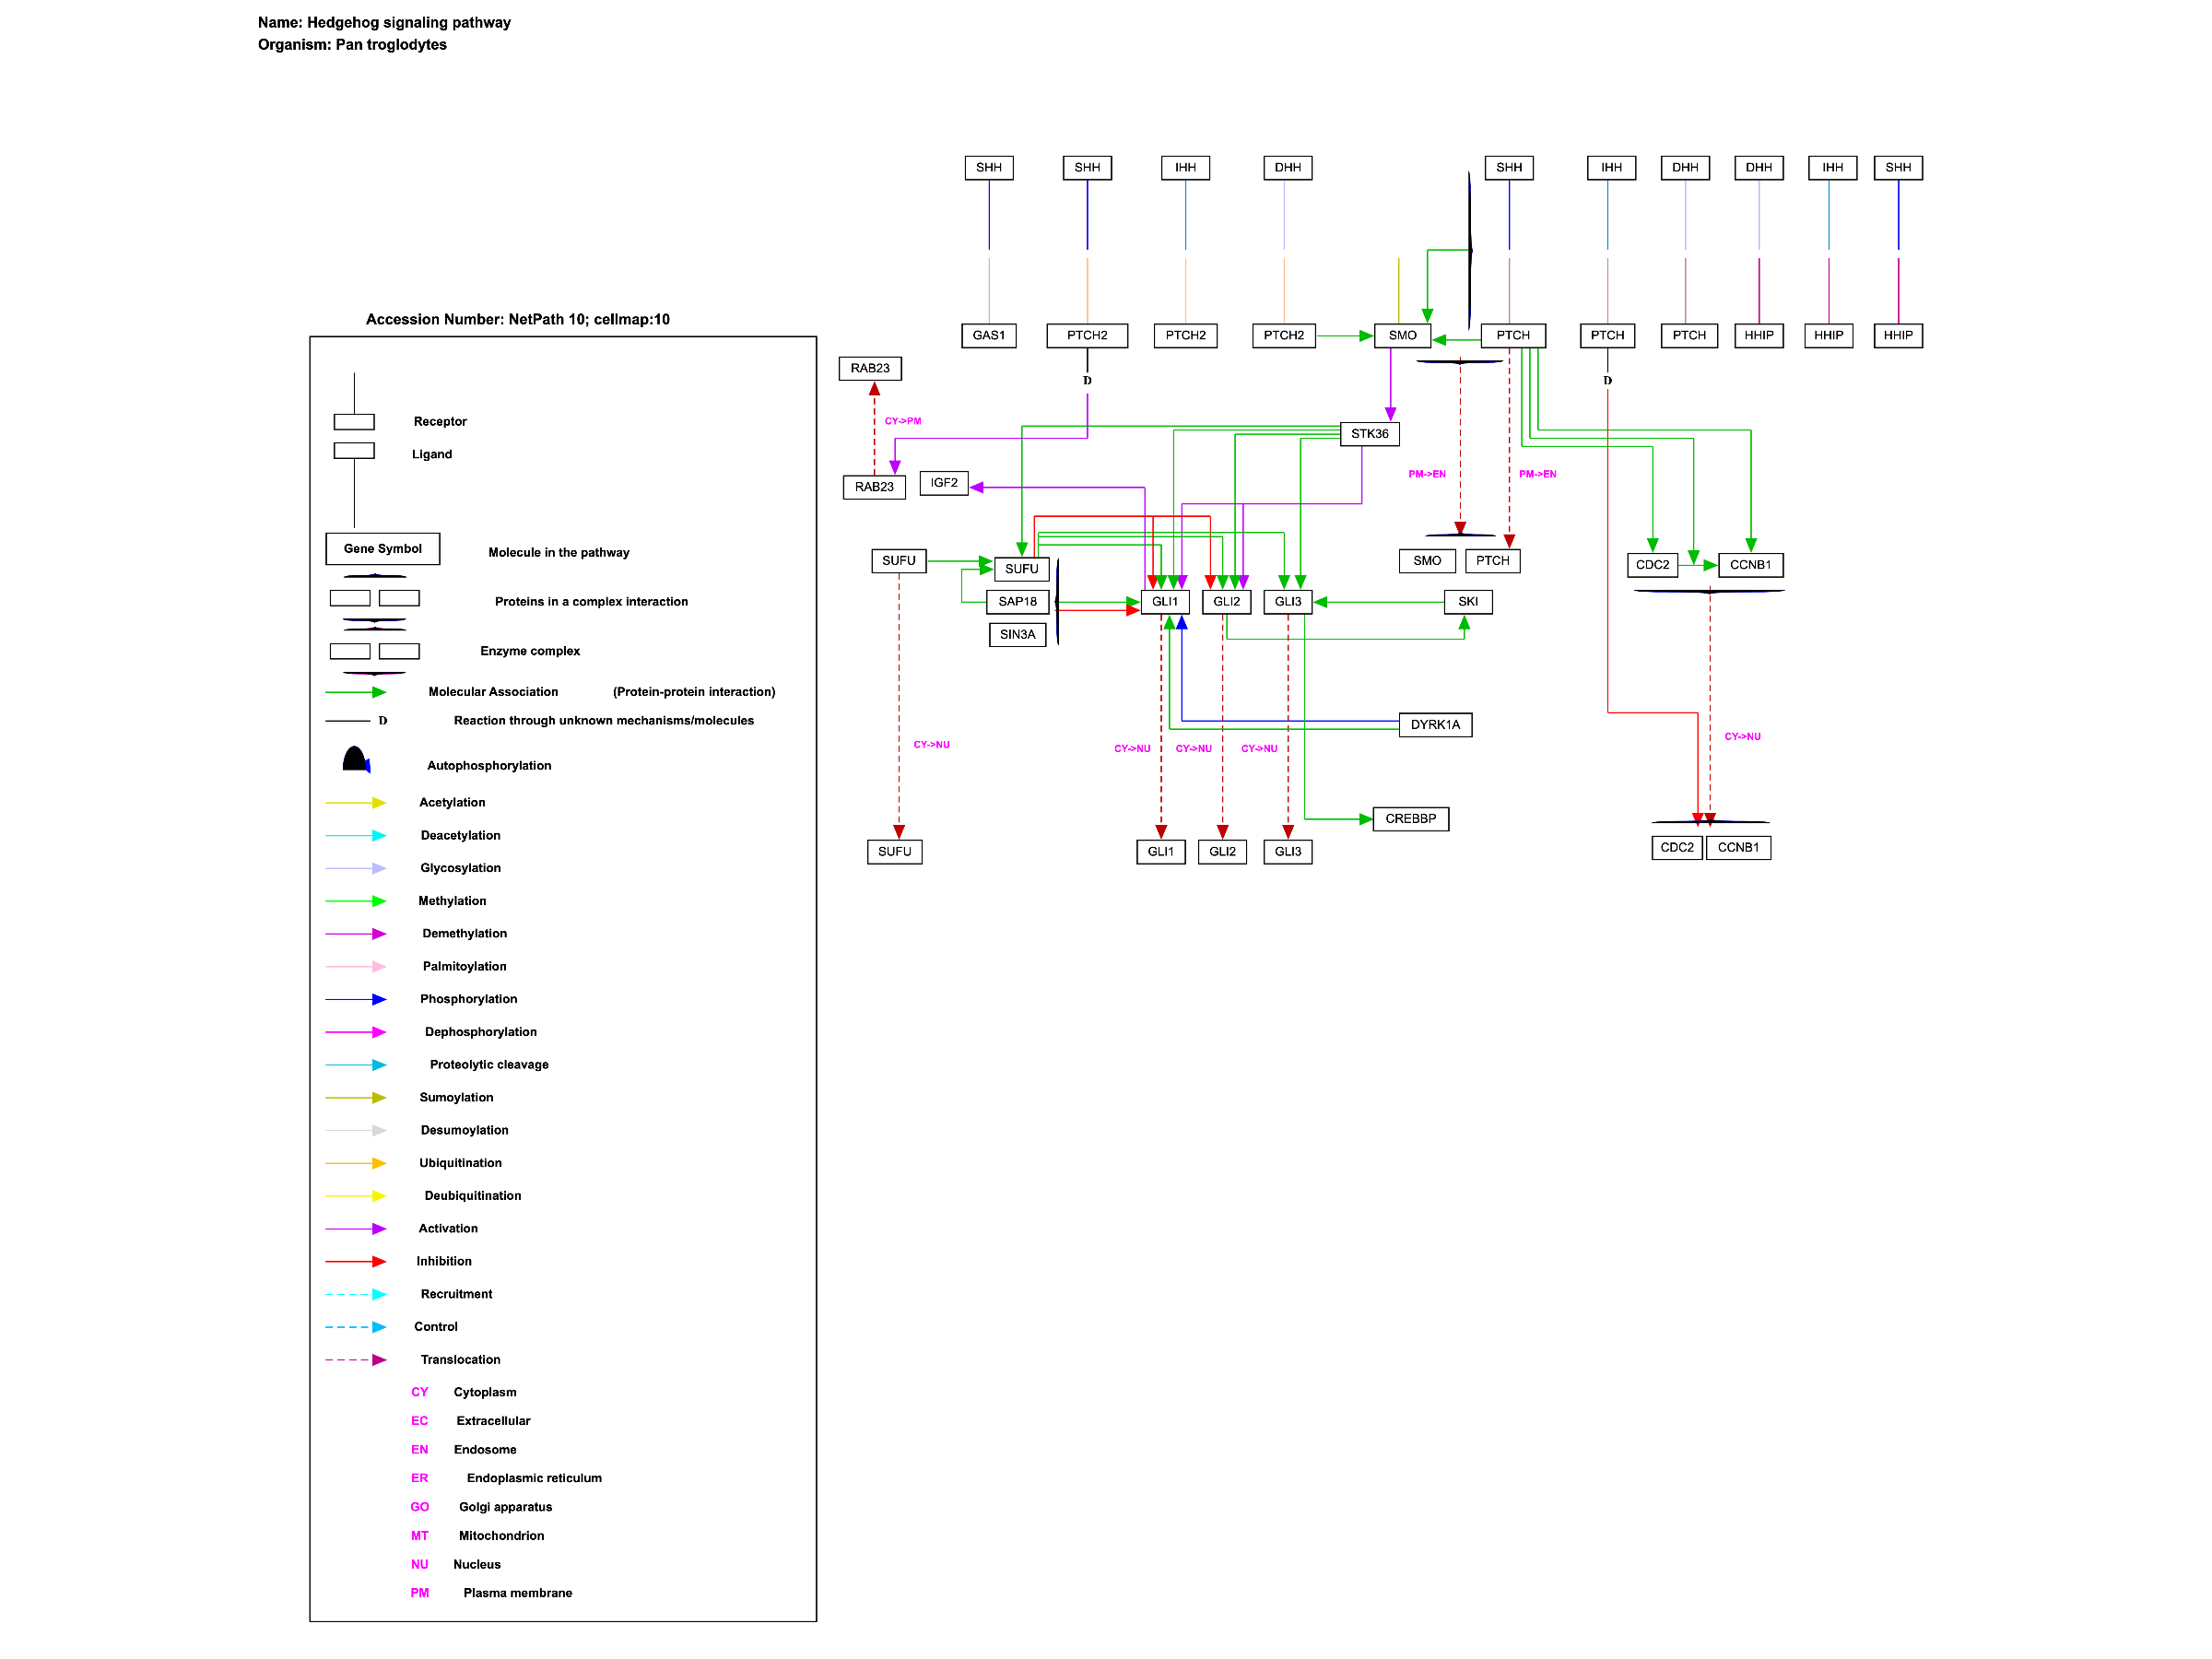 Name: Hedgehog signaling pathway
Organism: Pan troglodytes
SHH SHH IHH DHH SHH IHH DHH DHH IHH SHH
Accession Number: NetPath 10; cellmap:10
GAS1 PTCH2 PTCH2 PTCH2 SMO PTCH PTCH PTCH HHIP HHIP HHIP
RAB23
D D
CY->PM
STK36
PM->EN PM->EN
RAB23 IGF2
SUFU SUFU SMO PTCH CDC2 CCNB1
SAP18 GLI1 GLI2 GLI3 SKI
SIN3A
DYRK1A
CY->NU CY->NU CY->NU CY->NU CY->NU
CREBBP
SUFU GLI1 GLI2 GLI3 CDC2 CCNB1
Receptor
Ligand
Gene Symbol Molecule in the pathway
Proteins in a complex interaction
Enzyme complex
Molecular Association (Protein-protein interaction)
D Reaction through unknown mechanisms/molecules
Autophosphorylation
Acetylation
Deacetylation
Glycosylation
Methylation
Demethylation
Palmitoylation
Phosphorylation
Dephosphorylation
Proteolytic cleavage
Sumoylation
Desumoylation
Ubiquitination
Deubiquitination
Activation
Inhibition
Recruitment
Control
Translocation
CY Cytoplasm
EC Extracellular
EN Endosome
ER Endoplasmic reticulum
GO Golgi apparatus
MT Mitochondrion
NU Nucleus
PM Plasma membrane